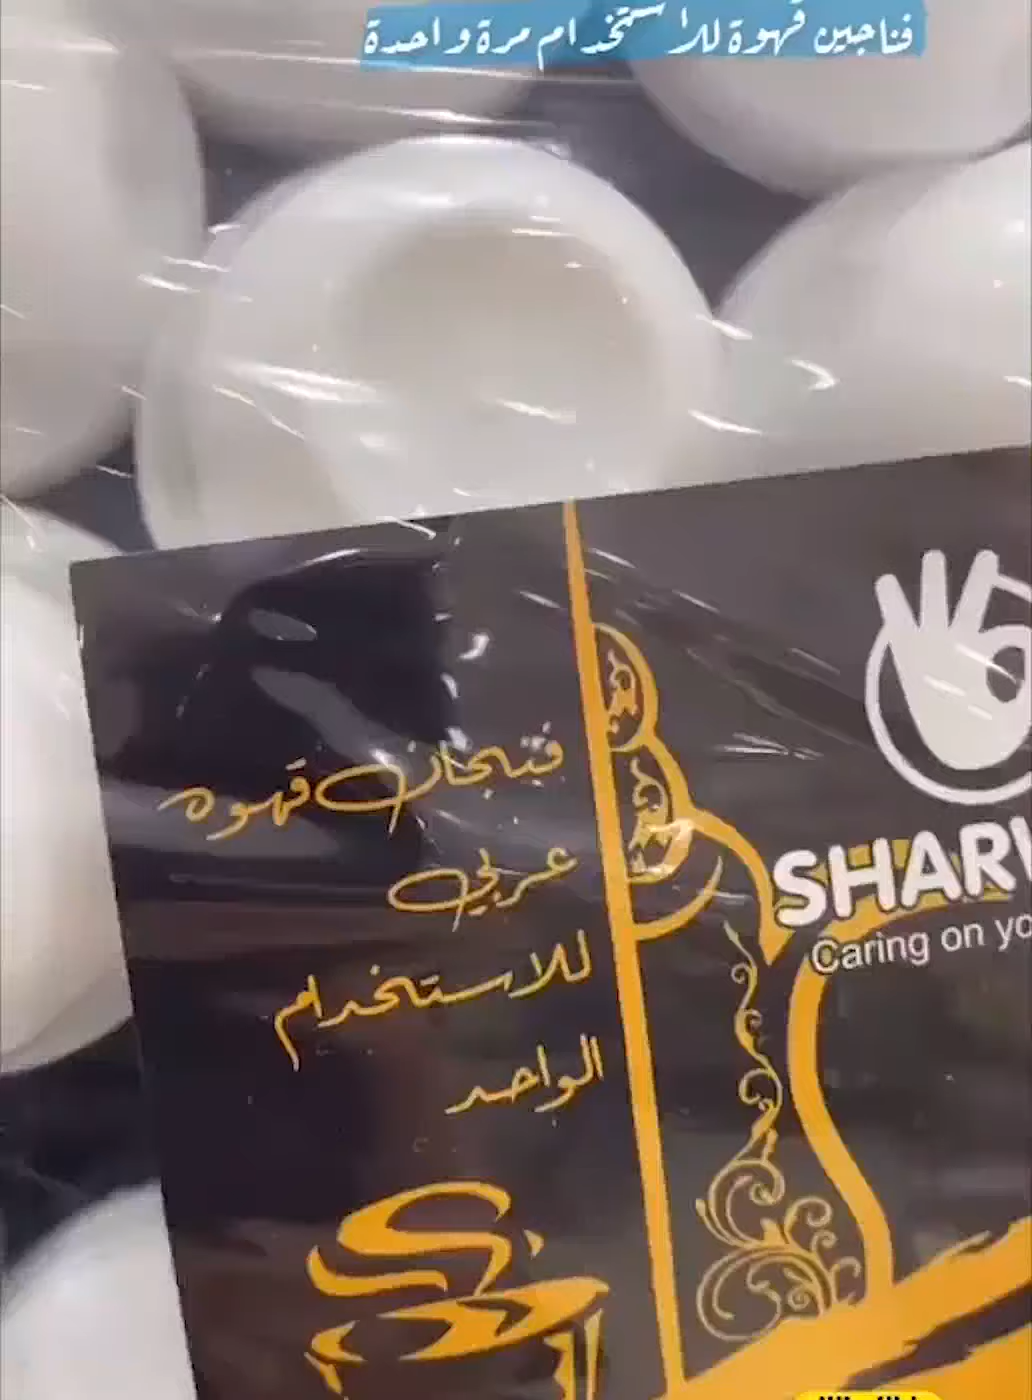 فناجين قهوة للاستخدام مرة واحدة
فنجان قهوه
عربي
للاستخدام
الواحد
SHAR
Caring on yo